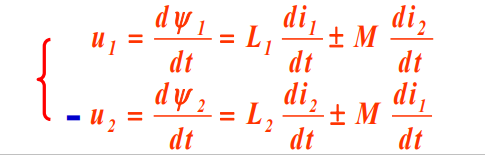 u₁ = dψ₁/dt = L₁ di₁/dt ± M di₂/dt
- u₂ = dψ₂/dt = L₂ di₂/dt ± M di₁/dt